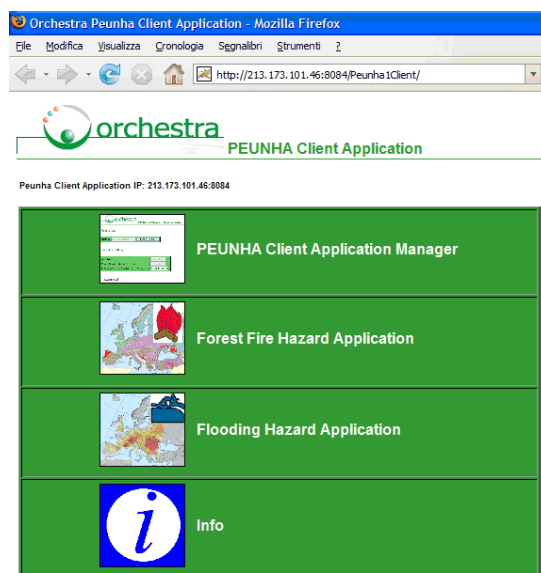 Orchestra Peunha Client Application - Mozilla Firefox
File Modifica Visualizza Cronologia Segnalibri Strumenti ?
http://213.173.101.46:8084/Peunha1Client/
orchestra
PEUNHA Client Application
Peunha Client Application IP: 213.173.101.46:8084
PEUNHA Client Application Manager
Forest Fire Hazard Application
Flooding Hazard Application
i
Info